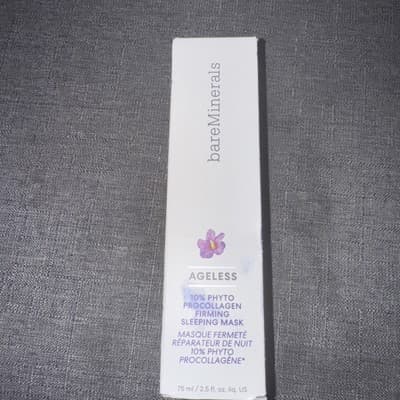 bareMinerals
AGELESS
10% PHYTO
PROCOLLAGEN
FIRMING
SLEEPING MASK
MASQUE FERMETÉ
RÉPARATEUR DE NUIT
10% PHYTO
PROCOLLAGÈNE*
75 ml / 2.5 fl. oz. liq. US